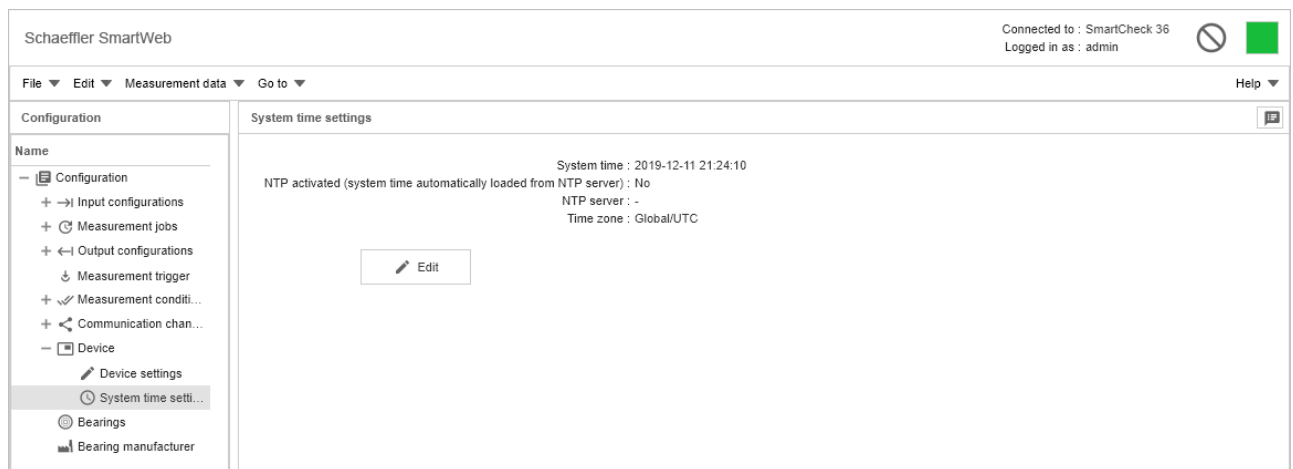 Schaeffler SmartWeb
Connected to : SmartCheck 36
Logged in as : admin
File Edit Measurement data Go to Help
Configuration
System time settings
Name
Configuration
Input configurations
Measurement jobs
Output configurations
Measurement trigger
Measurement conditi...
Communication chan...
Device
Device settings
System time setti...
Bearings
Bearing manufacturer
System time : 2019-12-11 21:24:10
NTP activated (system time automatically loaded from NTP server) : No
NTP server : -
Time zone : Global/UTC
Edit